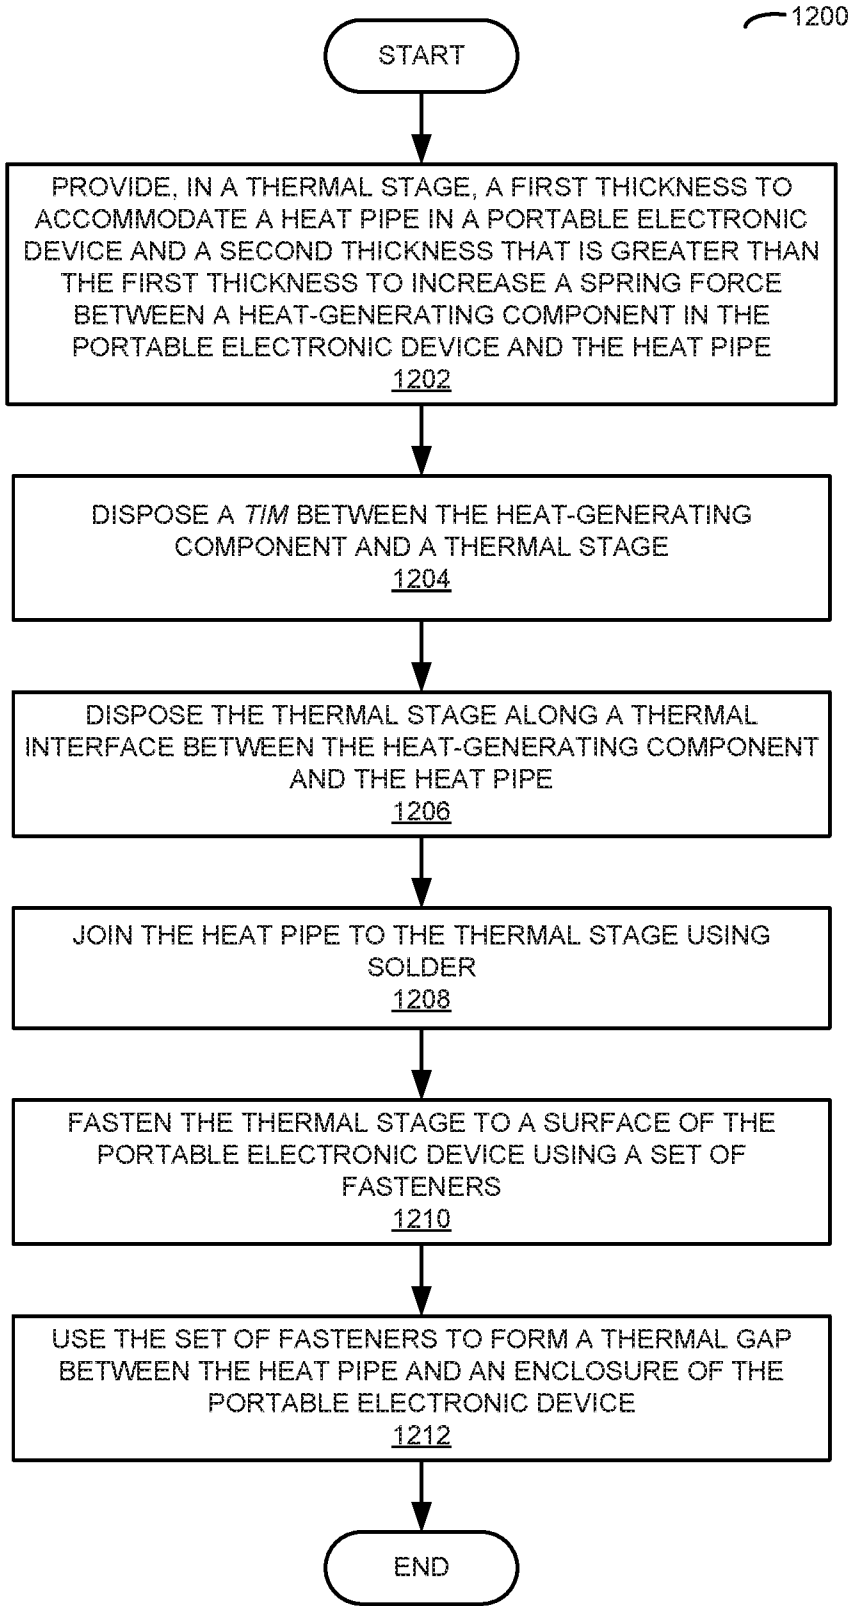 1200
START
PROVIDE, IN A THERMAL STAGE, A FIRST THICKNESS TO
ACCOMMODATE A HEAT PIPE IN A PORTABLE ELECTRONIC
DEVICE AND A SECOND THICKNESS THAT IS GREATER THAN
THE FIRST THICKNESS TO INCREASE A SPRING FORCE
BETWEEN A HEAT-GENERATING COMPONENT IN THE
PORTABLE ELECTRONIC DEVICE AND THE HEAT PIPE
1202
DISPOSE A TIM BETWEEN THE HEAT-GENERATING
COMPONENT AND A THERMAL STAGE
1204
DISPOSE THE THERMAL STAGE ALONG A THERMAL
INTERFACE BETWEEN THE HEAT-GENERATING COMPONENT
AND THE HEAT PIPE
1206
JOIN THE HEAT PIPE TO THE THERMAL STAGE USING
SOLDER
1208
FASTEN THE THERMAL STAGE TO A SURFACE OF THE
PORTABLE ELECTRONIC DEVICE USING A SET OF
FASTENERS
1210
USE THE SET OF FASTENERS TO FORM A THERMAL GAP
BETWEEN THE HEAT PIPE AND AN ENCLOSURE OF THE
PORTABLE ELECTRONIC DEVICE
1212
END